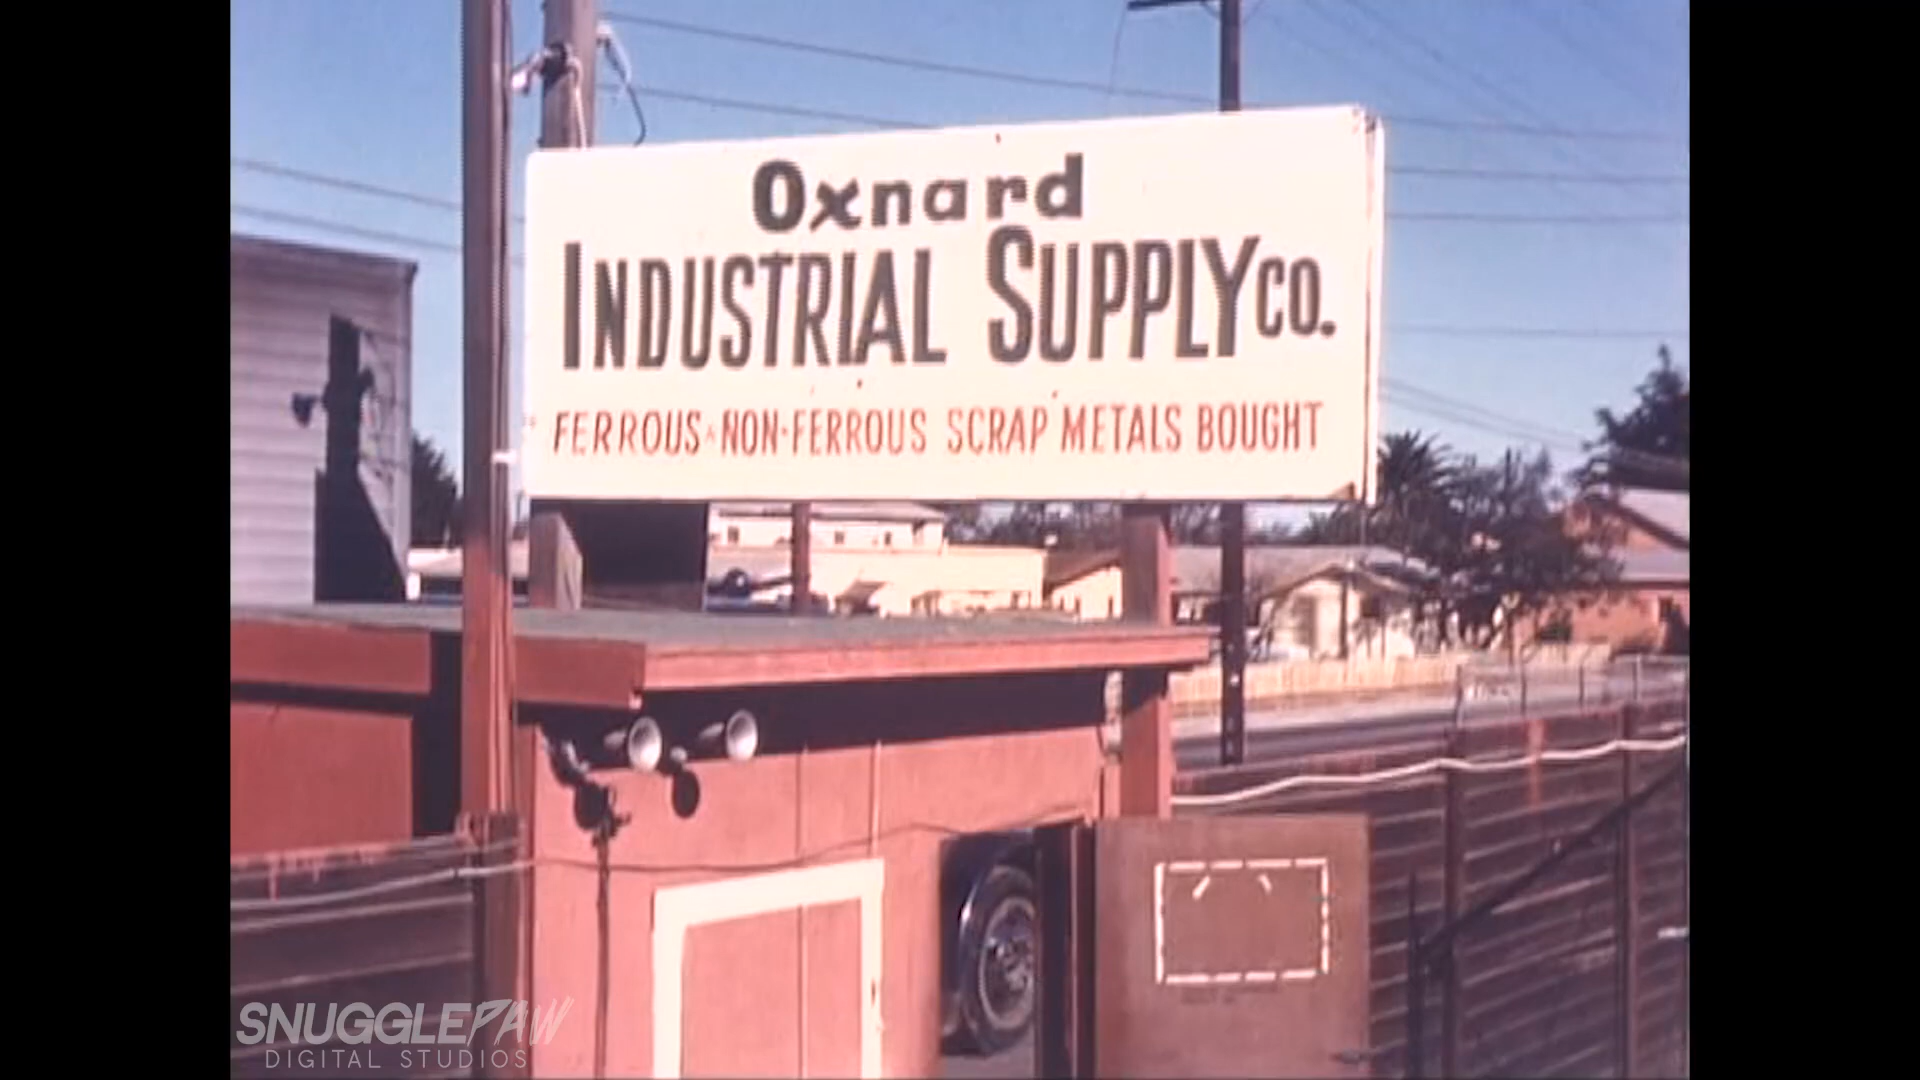 Oxnard
INDUSTRIAL SUPPLY CO.
FERROUS-NON-FERROUS SCRAP METALS BOUGHT
SNUGGLEPAW
DIGITAL STUDIOS